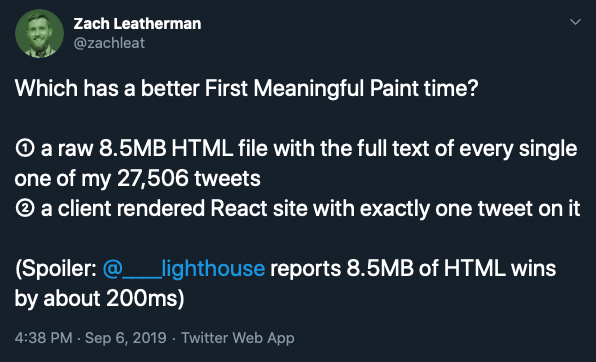 Zach Leatherman
@zachleat
Which has a better First Meaningful Paint time?
① a raw 8.5MB HTML file with the full text of every single
one of my 27,506 tweets
② a client rendered React site with exactly one tweet on it
(Spoiler: @____lighthouse reports 8.5MB of HTML wins
by about 200ms)
4:38 PM · Sep 6, 2019 · Twitter Web App